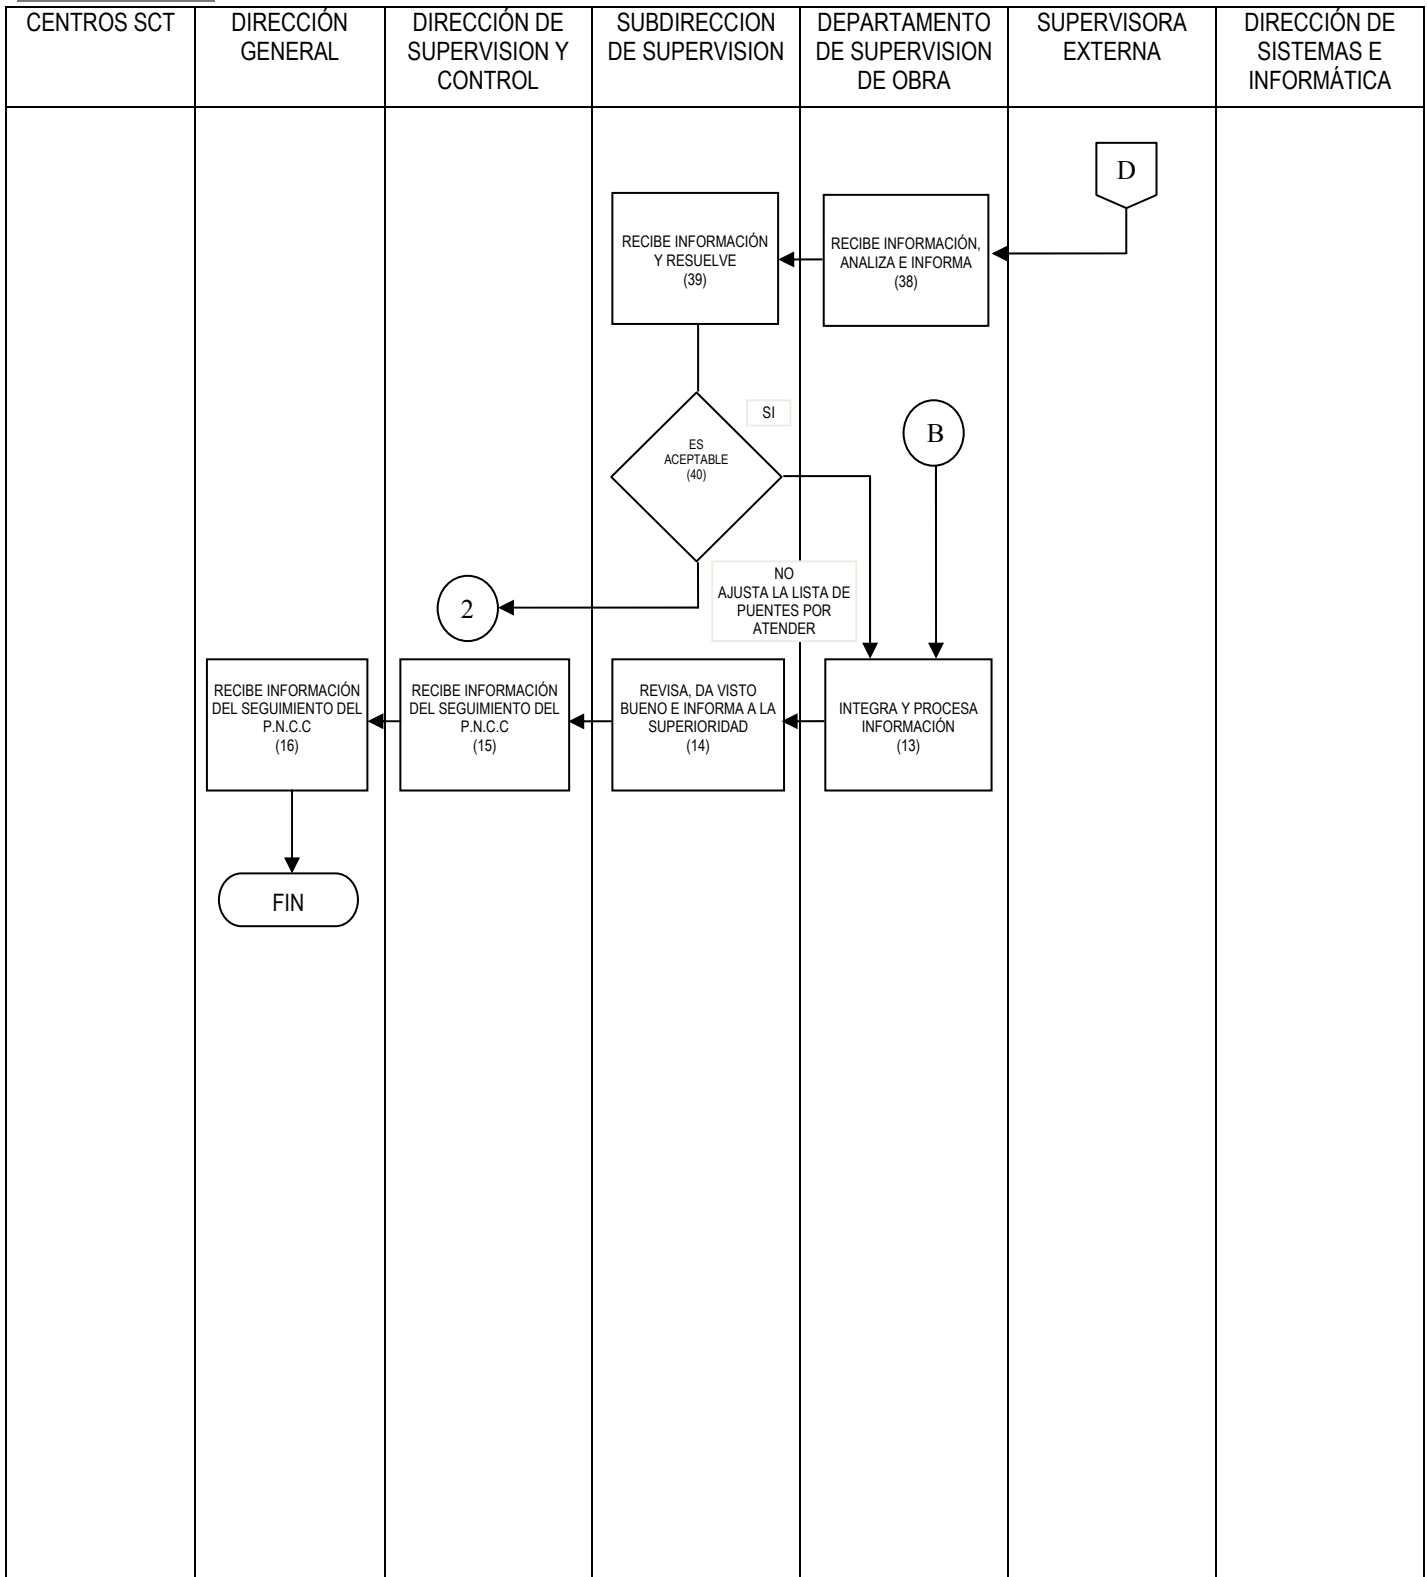 CENTROS SCT
DIRECCIÓN
GENERAL
DIRECCIÓN DE
SUPERVISION Y
CONTROL
SUBDIRECCION
DE SUPERVISION
DEPARTAMENTO
DE SUPERVISION
DE OBRA
SUPERVISORA
EXTERNA
DIRECCIÓN DE
SISTEMAS E
INFORMÁTICA
D
RECIBE INFORMACIÓN
Y RESUELVE
(39)
RECIBE INFORMACIÓN,
ANALIZA E INFORMA
(38)
SI
ES
ACEPTABLE
(40)
B
NO
AJUSTA LA LISTA DE
PUENTES POR
ATENDER
2
RECIBE INFORMACIÓN
DEL SEGUIMIENTO DEL
P.N.C.C
(16)
RECIBE INFORMACIÓN
DEL SEGUIMIENTO DEL
P.N.C.C
(15)
REVISA, DA VISTO
BUENO E INFORMA A LA
SUPERIORIDAD
(14)
INTEGRA Y PROCESA
INFORMACIÓN
(13)
FIN